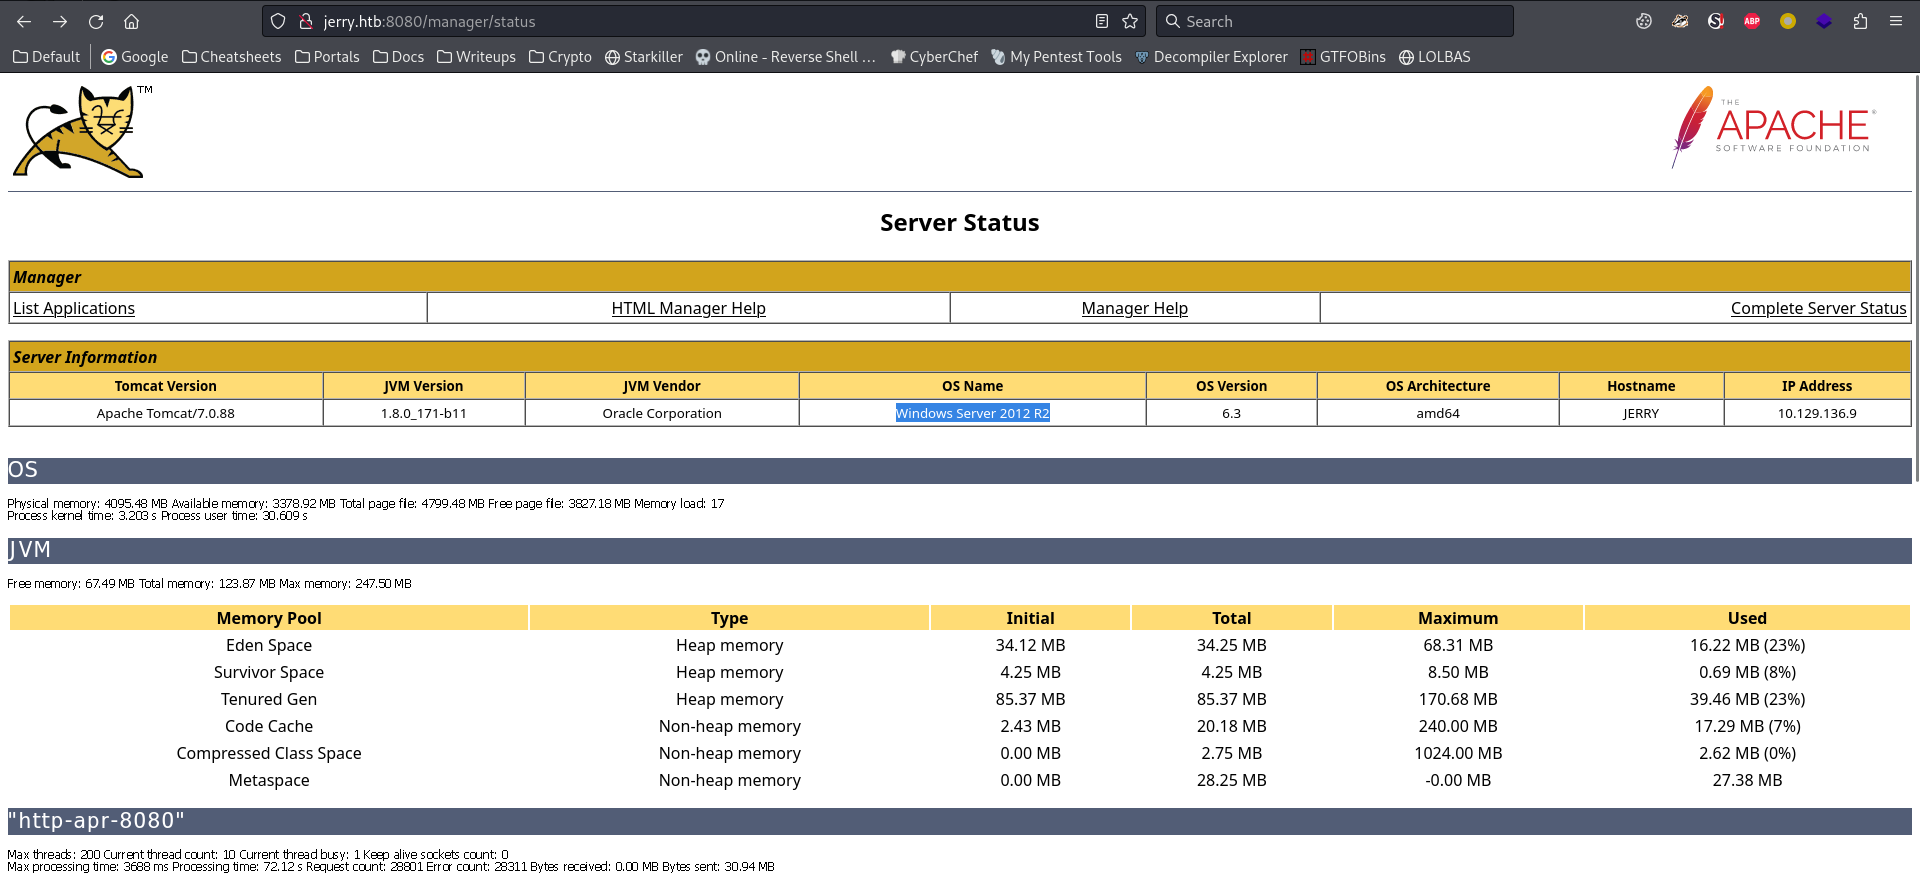 jerry.htb:8080/manager/status
Search
Default Google Cheatsheets Portals Docs Writeups Crypto Starkiller Online - Reverse Shell ... CyberChef My Pentest Tools Decompiler Explorer GTFOBins LOLBAS
TM
THE
APACHE
SOFTWARE FOUNDATION
Server Status
Manager
List Applications HTML Manager Help Manager Help Complete Server Status
Server Information
Tomcat Version JVM Version JVM Vendor OS Name OS Version OS Architecture Hostname IP Address
Apache Tomcat/7.0.88 1.8.0_171-b11 Oracle Corporation Windows Server 2012 R2 6.3 amd64 JERRY 10.129.136.9
OS
Physical memory: 4095.48 MB Available memory: 3378.92 MB Total page file: 4799.48 MB Free page file: 3827.18 MB Memory load: 17
Process kernel time: 3.203 s Process user time: 30.609 s
JVM
Free memory: 67.49 MB Total memory: 123.87 MB Max memory: 247.50 MB
Memory Pool Type Initial Total Maximum Used
Eden Space Heap memory 34.12 MB 34.25 MB 68.31 MB 16.22 MB (23%)
Survivor Space Heap memory 4.25 MB 4.25 MB 8.50 MB 0.69 MB (8%)
Tenured Gen Heap memory 85.37 MB 85.37 MB 170.68 MB 39.46 MB (23%)
Code Cache Non-heap memory 2.43 MB 20.18 MB 240.00 MB 17.29 MB (7%)
Compressed Class Space Non-heap memory 0.00 MB 2.75 MB 1024.00 MB 2.62 MB (0%)
Metaspace Non-heap memory 0.00 MB 28.25 MB -0.00 MB 27.38 MB
"http-apr-8080"
Max threads: 200 Current thread count: 10 Current thread busy: 1 Keep alive sockets count: 0
Max processing time: 3688 ms Processing time: 72.12 s Request count: 28801 Error count: 28311 Bytes received: 0.00 MB Bytes sent: 30.94 MB